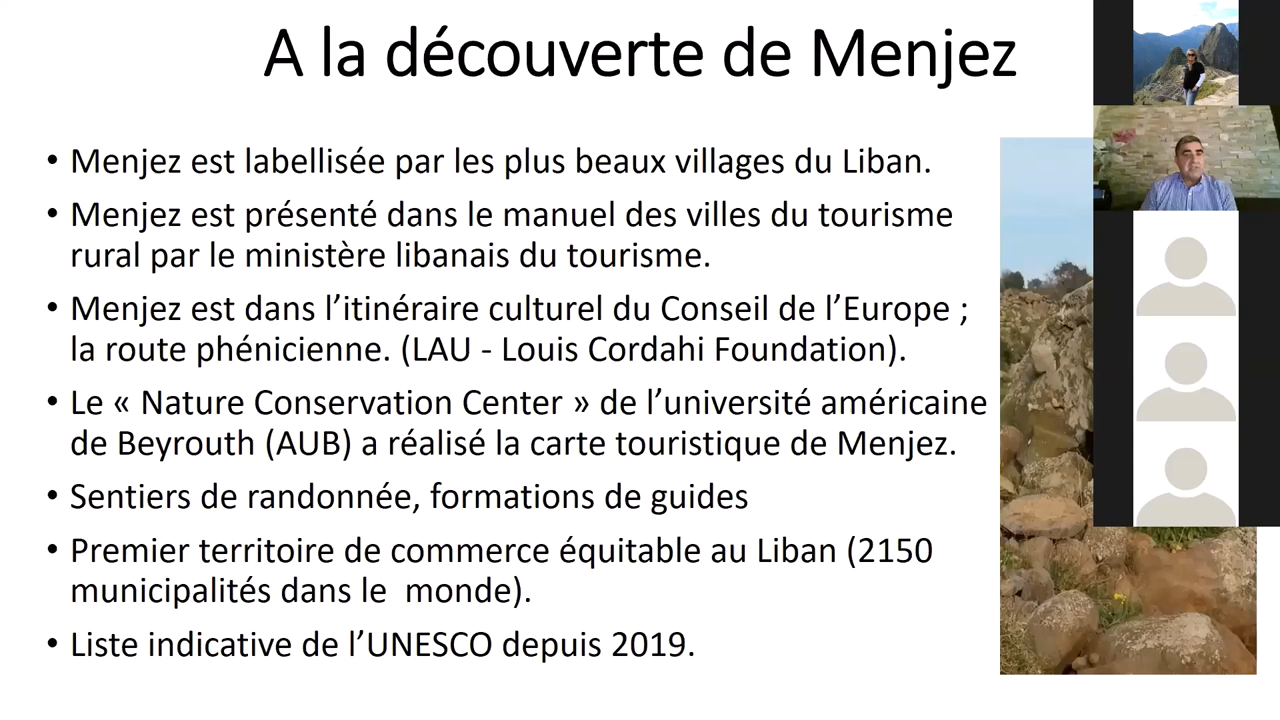 A la découverte de Menjez
• Menjez est labellisée par les plus beaux villages du Liban.
• Menjez est présenté dans le manuel des villes du tourisme
rural par le ministère libanais du tourisme.
• Menjez est dans l’itinéraire culturel du Conseil de l’Europe ;
la route phénicienne. (LAU - Louis Cordahi Foundation).
• Le « Nature Conservation Center » de l’université américaine
de Beyrouth (AUB) a réalisé la carte touristique de Menjez.
• Sentiers de randonnée, formations de guides
• Premier territoire de commerce équitable au Liban (2150
municipalités dans le  monde).
• Liste indicative de l’UNESCO depuis 2019.